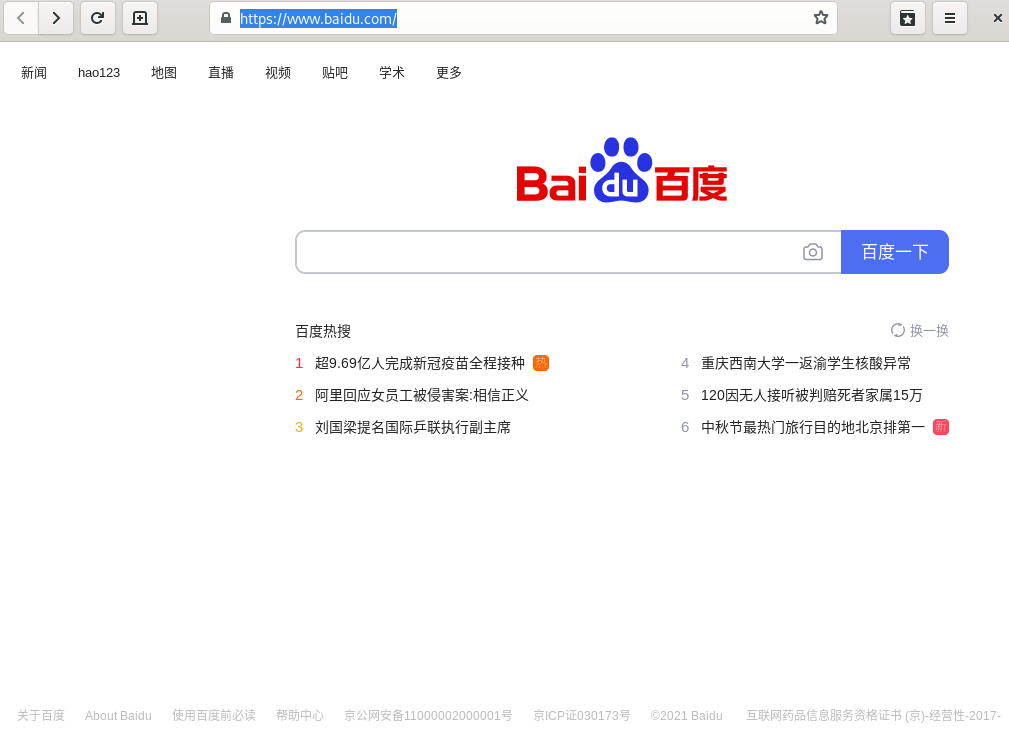 https://www.baidu.com/
新闻 hao123 地图 直播 视频 贴吧 学术 更多
Bai du 百度
百度一下
百度热搜 换一换
1 超9.69亿人完成新冠疫苗全程接种 热
4 重庆西南大学一返渝学生核酸异常
2 阿里回应女员工被侵害案:相信正义
5 120因无人接听被判赔死者家属15万
3 刘国梁提名国际乒联执行副主席
6 中秋节最热门旅行目的地北京排第一 新
关于百度 About Baidu 使用百度前必读 帮助中心 京公网安备11000002000001号 京ICP证030173号 ©2021 Baidu 互联网药品信息服务资格证书 (京)-经营性-2017-